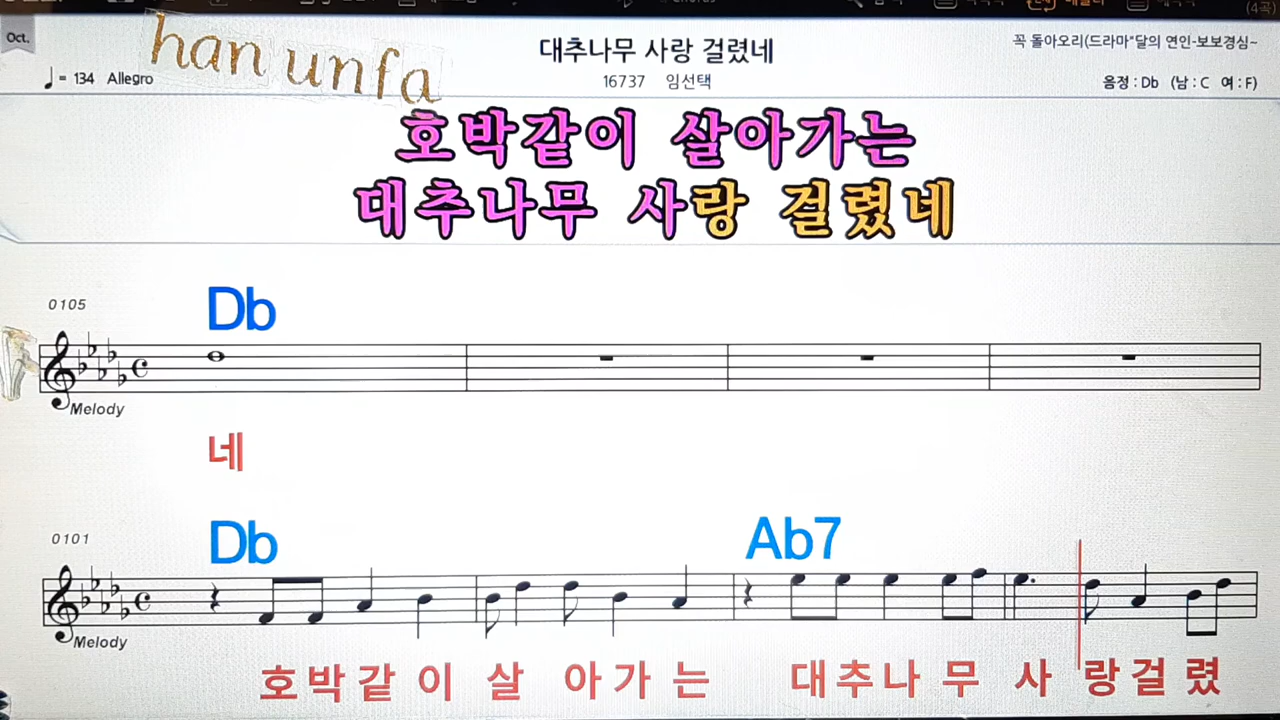 (4곡)
Oct.
han unfa
대추나무 사랑 걸렸네
꼭 돌아오리(드라마"달의 연인-보보경심~
♩= 134 Allegro
16737 임선택
음정 : Db (남 : C 여 : F)
호박같이 살아가는
대추나무 사랑 걸렸네
0105
Db
Melody
네
0101
Db Ab7
Melody
호박같 이 살 아가 는 대추나 무 사 랑걸 렸